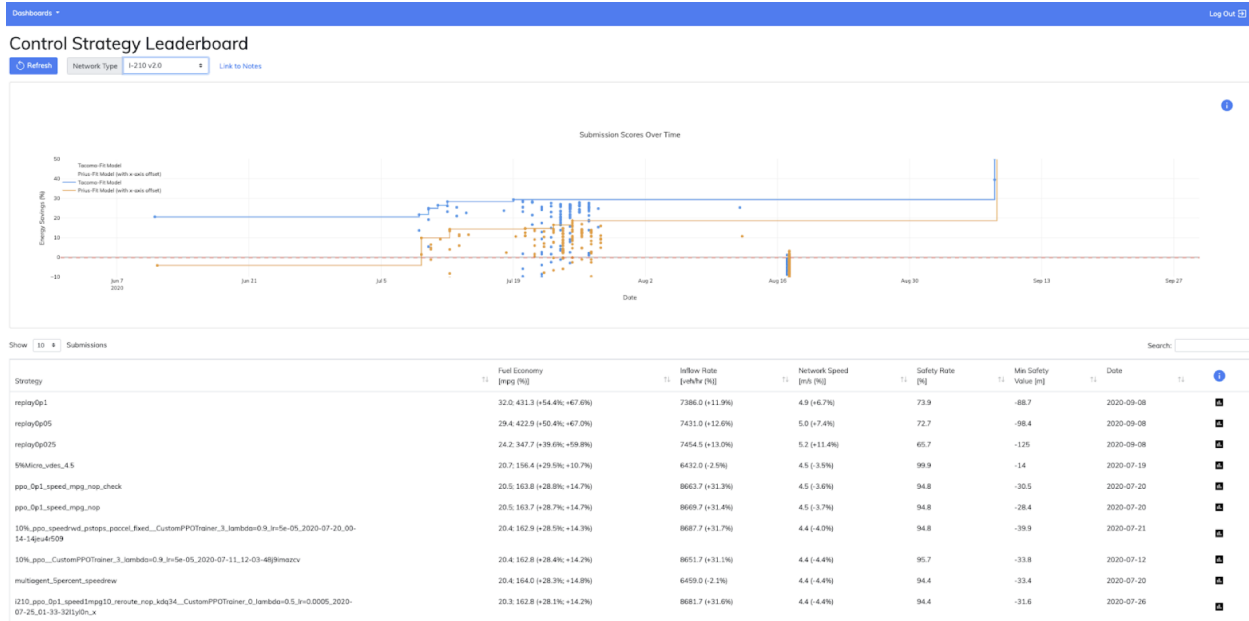 Dashboards
Log Out
Control Strategy Leaderboard
Refresh
Network Type
I-210 v2.0
Link to Notes
Submission Scores Over Time
Tacoma-Fit Model
Prius-Fit Model (with x-axis offset)
Tacoma-Fit Model
Prius-Fit Model (with x-axis offset)
Energy Savings (%)
50
40
30
20
10
0
−10
Jun 7
2020
Jun 21
Jul 5
Jul 19
Aug 2
Aug 16
Aug 30
Sep 13
Sep 27
Date
Show 10 Submissions
Search:
Strategy
Fuel Economy
[mpg (%)]
Inflow Rate
[veh/hr (%)]
Network Speed
[m/s (%)]
Safety Rate
[%]
Min Safety
Value [m]
Date
replay0p1 32.0; 431.3 (+54.4%; +67.6%) 7386.0 (+11.9%) 4.9 (+6.7%) 73.9 -88.7 2020-09-08
replay0p05 29.4; 422.9 (+50.4%; +67.0%) 7431.0 (+12.6%) 5.0 (+7.4%) 72.7 -98.4 2020-09-08
replay0p025 24.2; 347.7 (+39.6%; +59.8%) 7454.5 (+13.0%) 5.2 (+11.4%) 65.7 -125 2020-09-08
5%Micro_vdes_4.5 20.7; 156.4 (+29.5%; +10.7%) 6432.0 (-2.5%) 4.5 (-3.5%) 99.9 -14 2020-07-19
ppo_0p1_speed_mpg_nop_check 20.5; 163.8 (+28.8%; +14.7%) 8663.7 (+31.3%) 4.5 (-3.6%) 94.8 -30.5 2020-07-20
ppo_0p1_speed_mpg_nop 20.5; 163.7 (+28.7%; +14.7%) 8669.7 (+31.4%) 4.5 (-3.7%) 94.8 -28.4 2020-07-20
10%_ppo_speedrwd_pstops_paccel_fixed__CustomPPOTrainer_3_lambda=0.9_lr=5e-05_2020-07-20_00- 20.4; 162.9 (+28.5%; +14.3%) 8687.7 (+31.7%) 4.4 (-4.0%) 94.8 -39.9 2020-07-21
14-14jeu4r509
10%_ppo__CustomPPOTrainer_3_lambda=0.9_lr=5e-05_2020-07-11_12-03-48j9imazcv 20.4; 162.8 (+28.4%; +14.2%) 8651.7 (+31.1%) 4.4 (-4.4%) 95.7 -33.8 2020-07-12
multiagent_5percent_speedrew 20.4; 164.0 (+28.3%; +14.8%) 6459.0 (-2.1%) 4.4 (-4.4%) 94.4 -33.4 2020-07-20
i210_ppo_0p1_speed1mpg10_reroute_nop_kdq34__CustomPPOTrainer_0_lambda=0.5_lr=0.0005_2020- 20.3; 162.8 (+28.1%; +14.2%) 8681.7 (+31.6%) 4.4 (-4.4%) 94.4 -31.6 2020-07-26
07-25_01-33-32l1yl0n_x